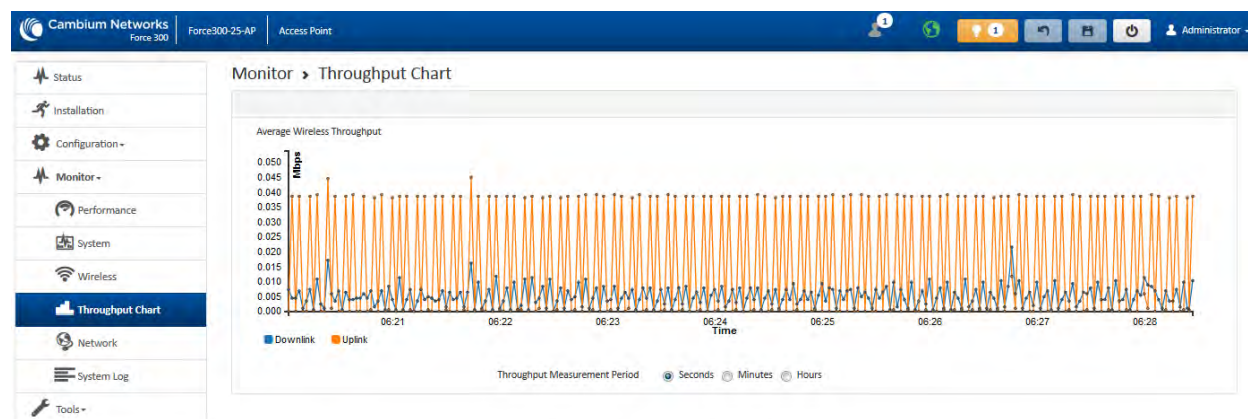 Cambium Networks
Force 300
Force300-25-AP
Access Point
1
1
Administrator
Status
Installation
Configuration
Monitor
Performance
System
Wireless
Throughput Chart
Network
System Log
Tools
Monitor > Throughput Chart
Average Wireless Throughput
Mbps
0.050
0.045
0.040
0.035
0.030
0.025
0.020
0.015
0.010
0.005
0.000
06:21 06:22 06:23 06:24 06:25 06:26 06:27 06:28
Time
Downlink Uplink
Throughput Measurement Period Seconds Minutes Hours